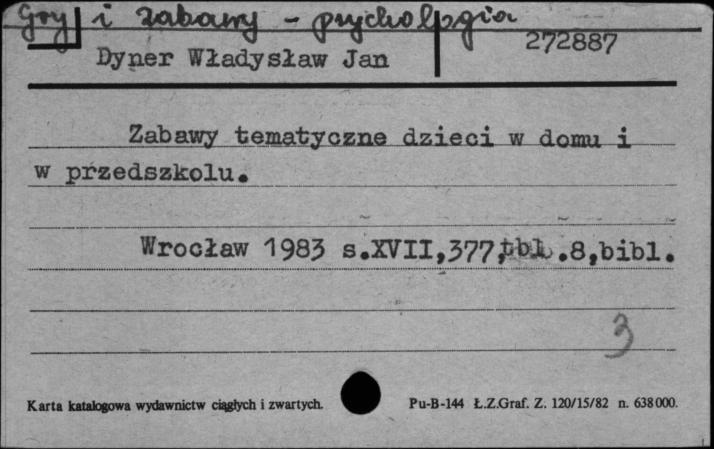 Gry i zabawy - psychologia
272887
Dyner Władysław Jan
Zabawy tematyczne dzieci w domu i
w przedszkolu.
Wrocław 1983 s.XVII,377,tbl.8,bibl.
3
Karta katalogowa wydawnictw ciągłych i zwartych. Pu-B-144 Ł.Z.Graf. Z. 120/15/82 n. 638000.